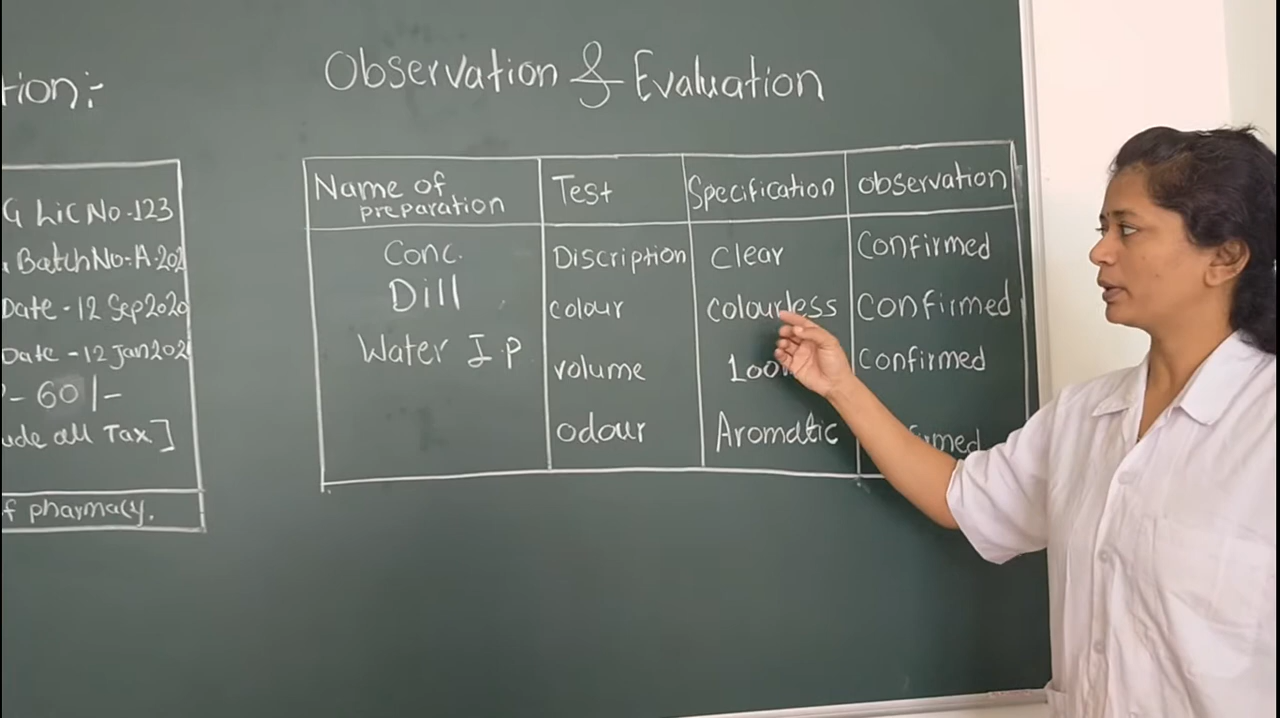 tion:-
G Lic No-123
Batch No-A-202
Date - 12 Sep 2020
Date - 12 Jan 202
- 60/-
ude all Tax]
f pharmacy.
Observation & Evaluation
Name of preparation | Test | Specification | observation
Conc. | Discription | Clear | Confirmed
Dill | colour | Colourless | Confirmed
Water I.P | volume | 100 | Confirmed
odour | Aromatic | firmed